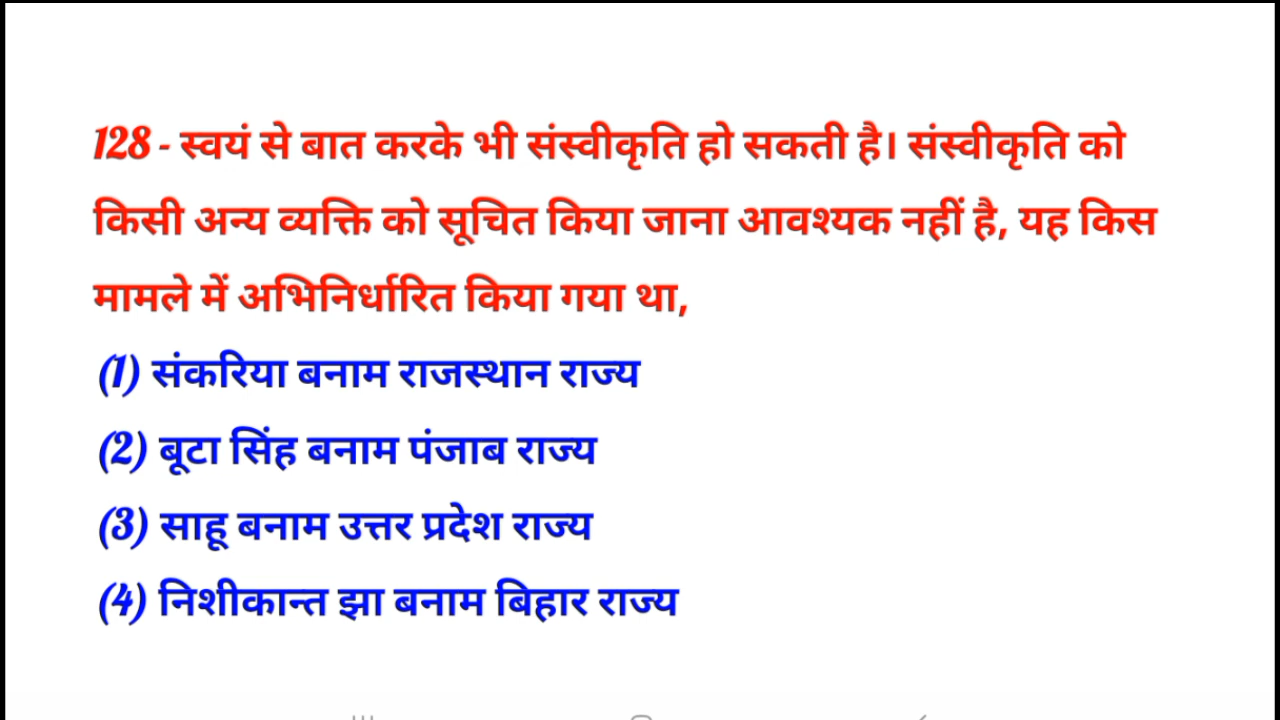 128 - स्वयं से बात करके भी संस्वीकृति हो सकती है। संस्वीकृति को
किसी अन्य व्यक्ति को सूचित किया जाना आवश्यक नहीं है, यह किस
मामले में अभिनिर्धारित किया गया था,
(1) संकरिया बनाम राजस्थान राज्य
(2) बूटा सिंह बनाम पंजाब राज्य
(3) साहू बनाम उत्तर प्रदेश राज्य
(4) निशीकान्त झा बनाम बिहार राज्य